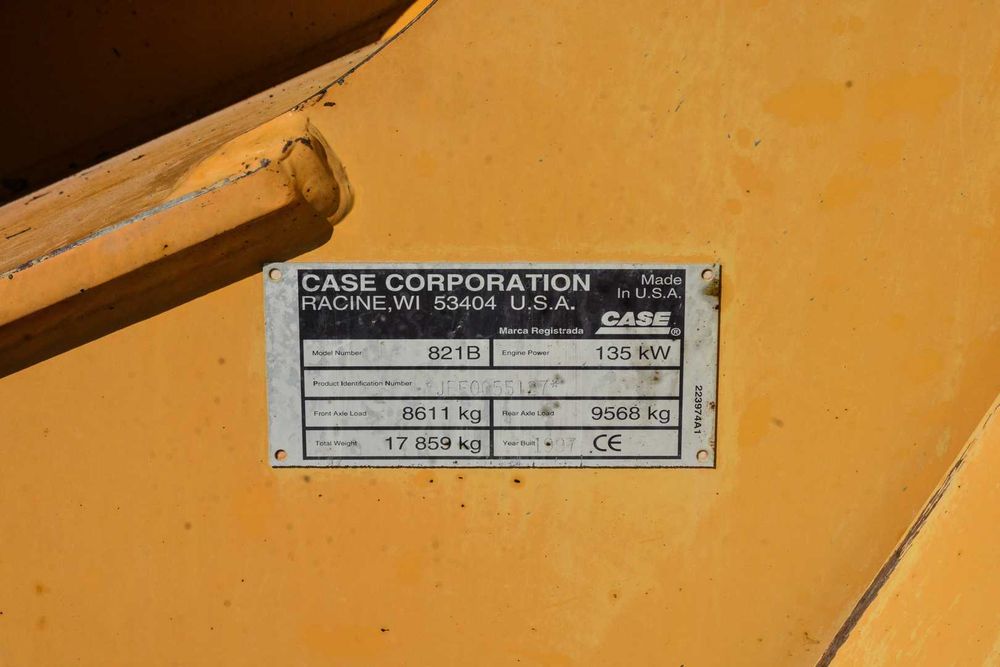 CASE CORPORATION
RACINE, WI 53404 U.S.A.
Made
In U.S.A.
Marca Registrada
CASE ®
Model Number 821B
Engine Power 135 kW
Product Identification Number
Front Axle Load 8611 kg
Rear Axle Load 9568 kg
Total Weight 17 859 kg
Year Built 1997 CE
223974A1